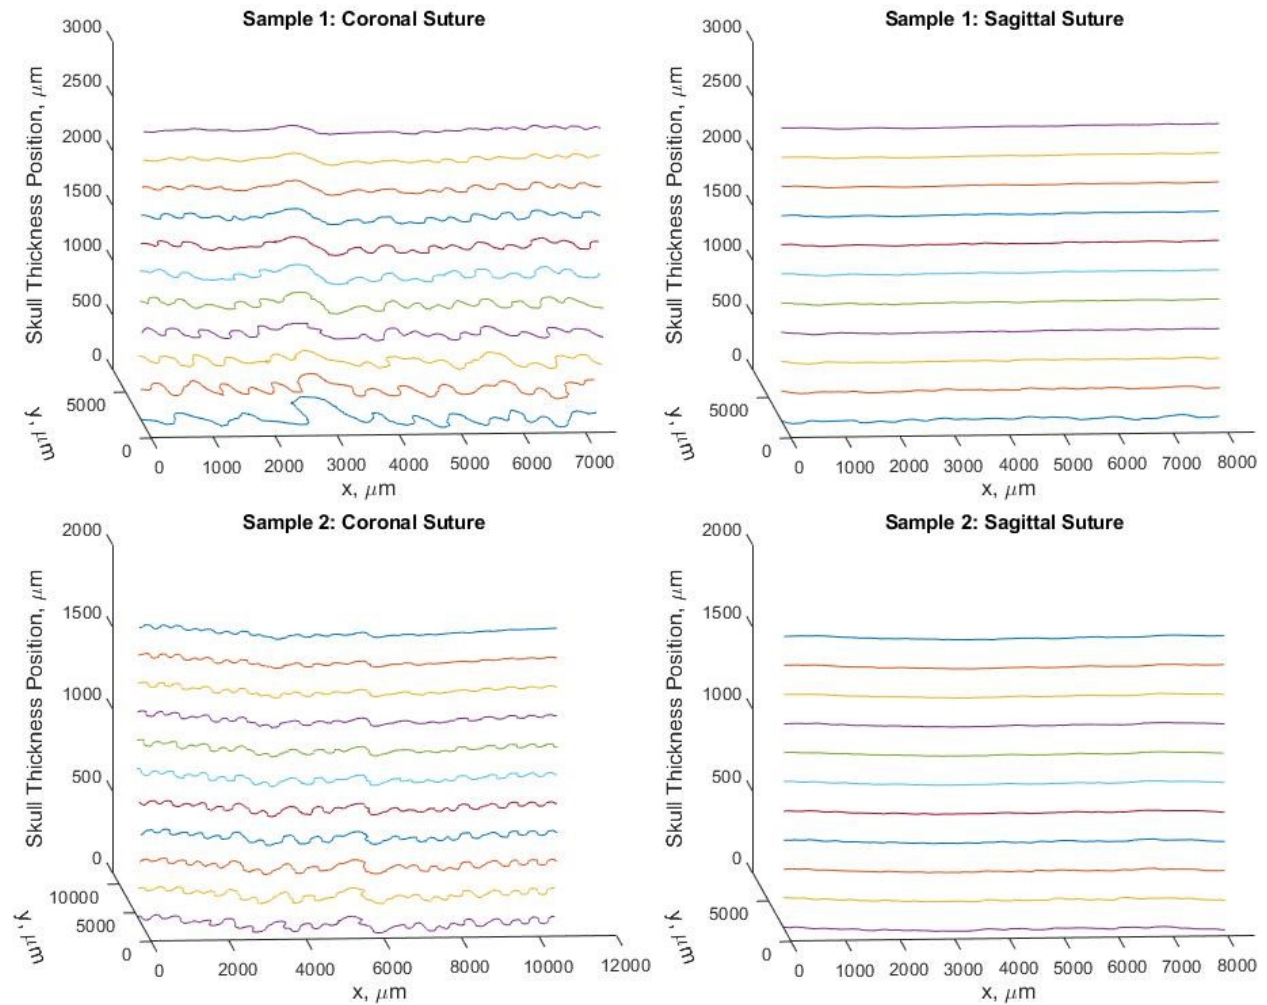 Sample 1: Coronal Suture
Skull Thickness Position, μm
3000
2500
2000
1500
1000
500
0
5000
0
y, μm
0 1000 2000 3000 4000 5000 6000 7000
x, μm
Sample 1: Sagittal Suture
Skull Thickness Position, μm
3000
2500
2000
1500
1000
500
0
5000
0
y, μm
0 1000 2000 3000 4000 5000 6000 7000 8000
x, μm
Sample 2: Coronal Suture
Skull Thickness Position, μm
2000
1500
1000
500
0
10000
5000
0
y, μm
0 2000 4000 6000 8000 10000 12000
x, μm
Sample 2: Sagittal Suture
Skull Thickness Position, μm
2000
1500
1000
500
0
5000
0
y, μm
0 1000 2000 3000 4000 5000 6000 7000 8000
x, μm